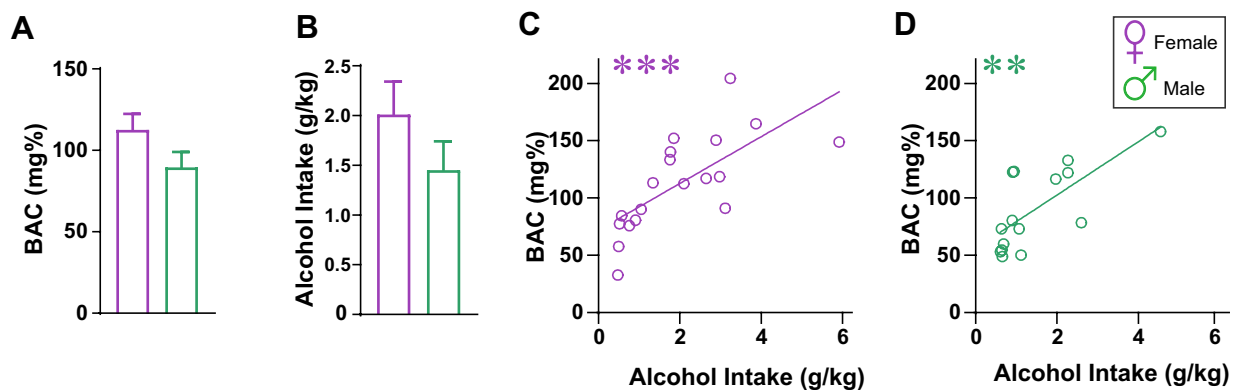 A
BAC (mg%)
150
100
50
0
B
Alcohol Intake (g/kg)
2.5
2.0
1.5
1.0
0.5
0
C
***
BAC (mg%)
200
150
100
50
0
0 2 4 6
Alcohol Intake (g/kg)
D
**
BAC (mg%)
200
150
100
50
0
0 2 4 6
Alcohol Intake (g/kg)
♀ Female
♂ Male